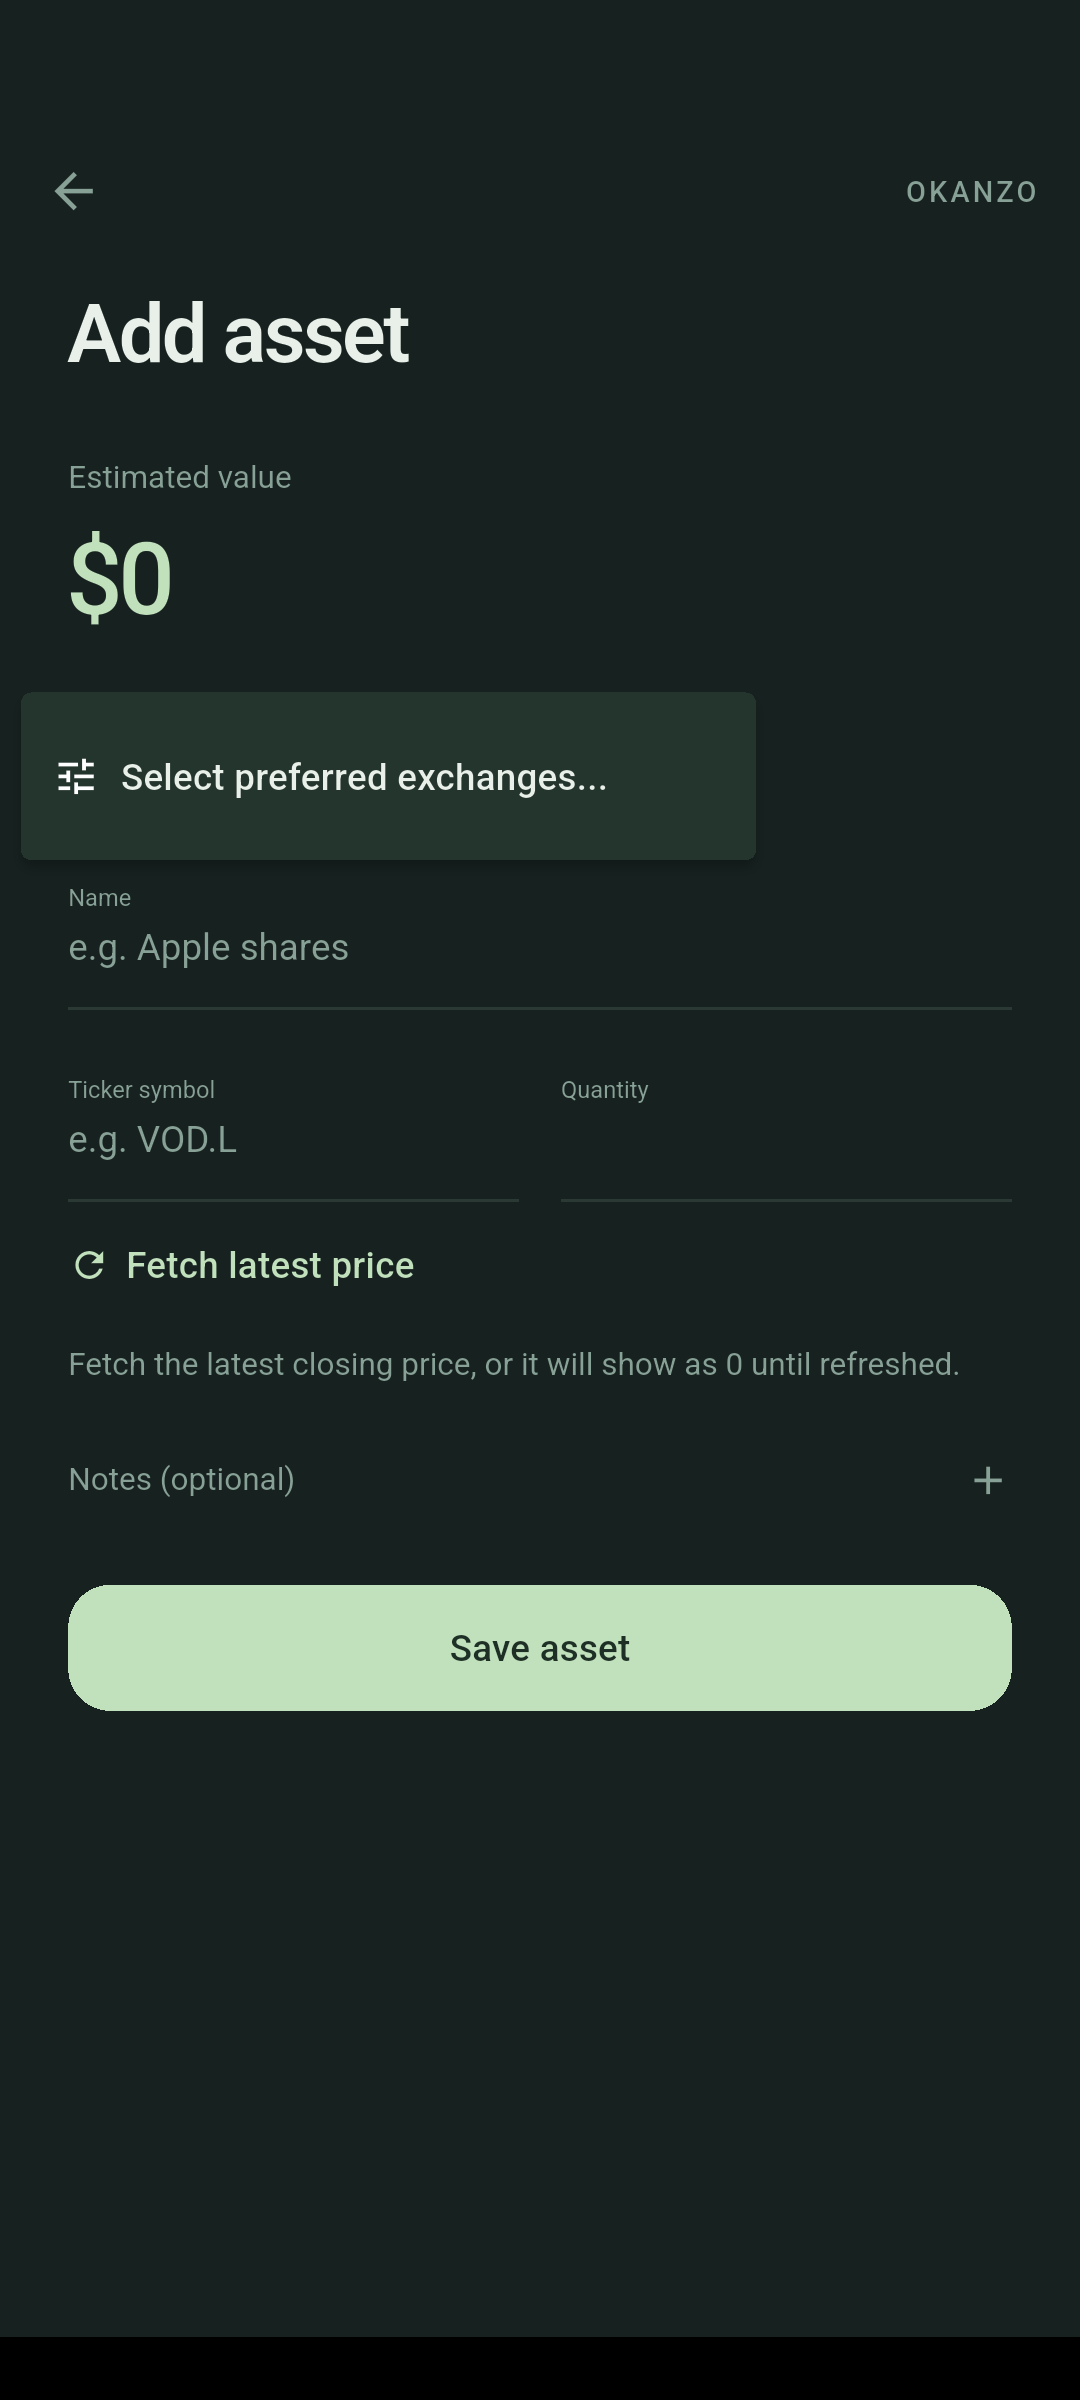 OKANZO
Add asset
Estimated value
$0
Select preferred exchanges...
Name
e.g. Apple shares
Ticker symbol
Quantity
e.g. VOD.L
Fetch latest price
Fetch the latest closing price, or it will show as 0 until refreshed.
Notes (optional)
Save asset